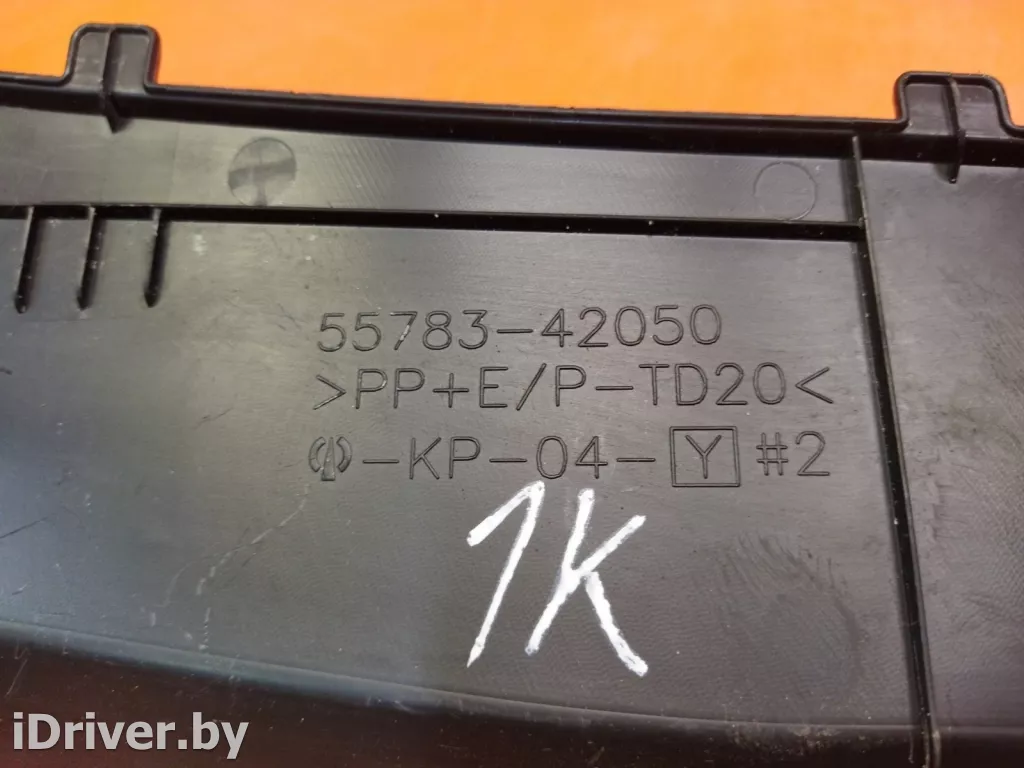 55783-42050
>PP+E/P-TD20<
-KP-04-Y #2
1K
iDriver.by